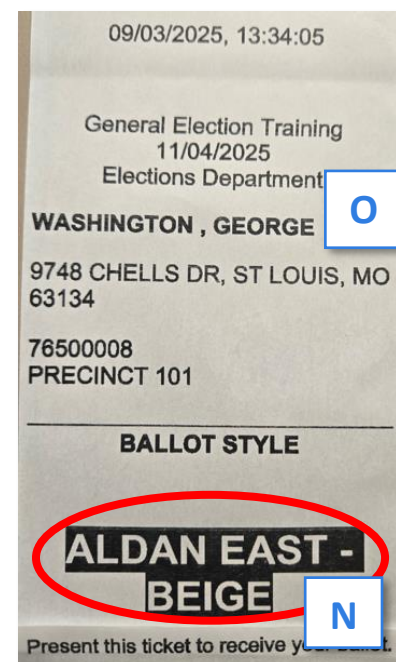 09/03/2025, 13:34:05
General Election Training
11/04/2025
Elections Department
O
WASHINGTON , GEORGE
9748 CHELLS DR, ST LOUIS, MO
63134
76500008
PRECINCT 101
BALLOT STYLE
ALDAN EAST -
BEIGE
N
Present this ticket to receive ballot.